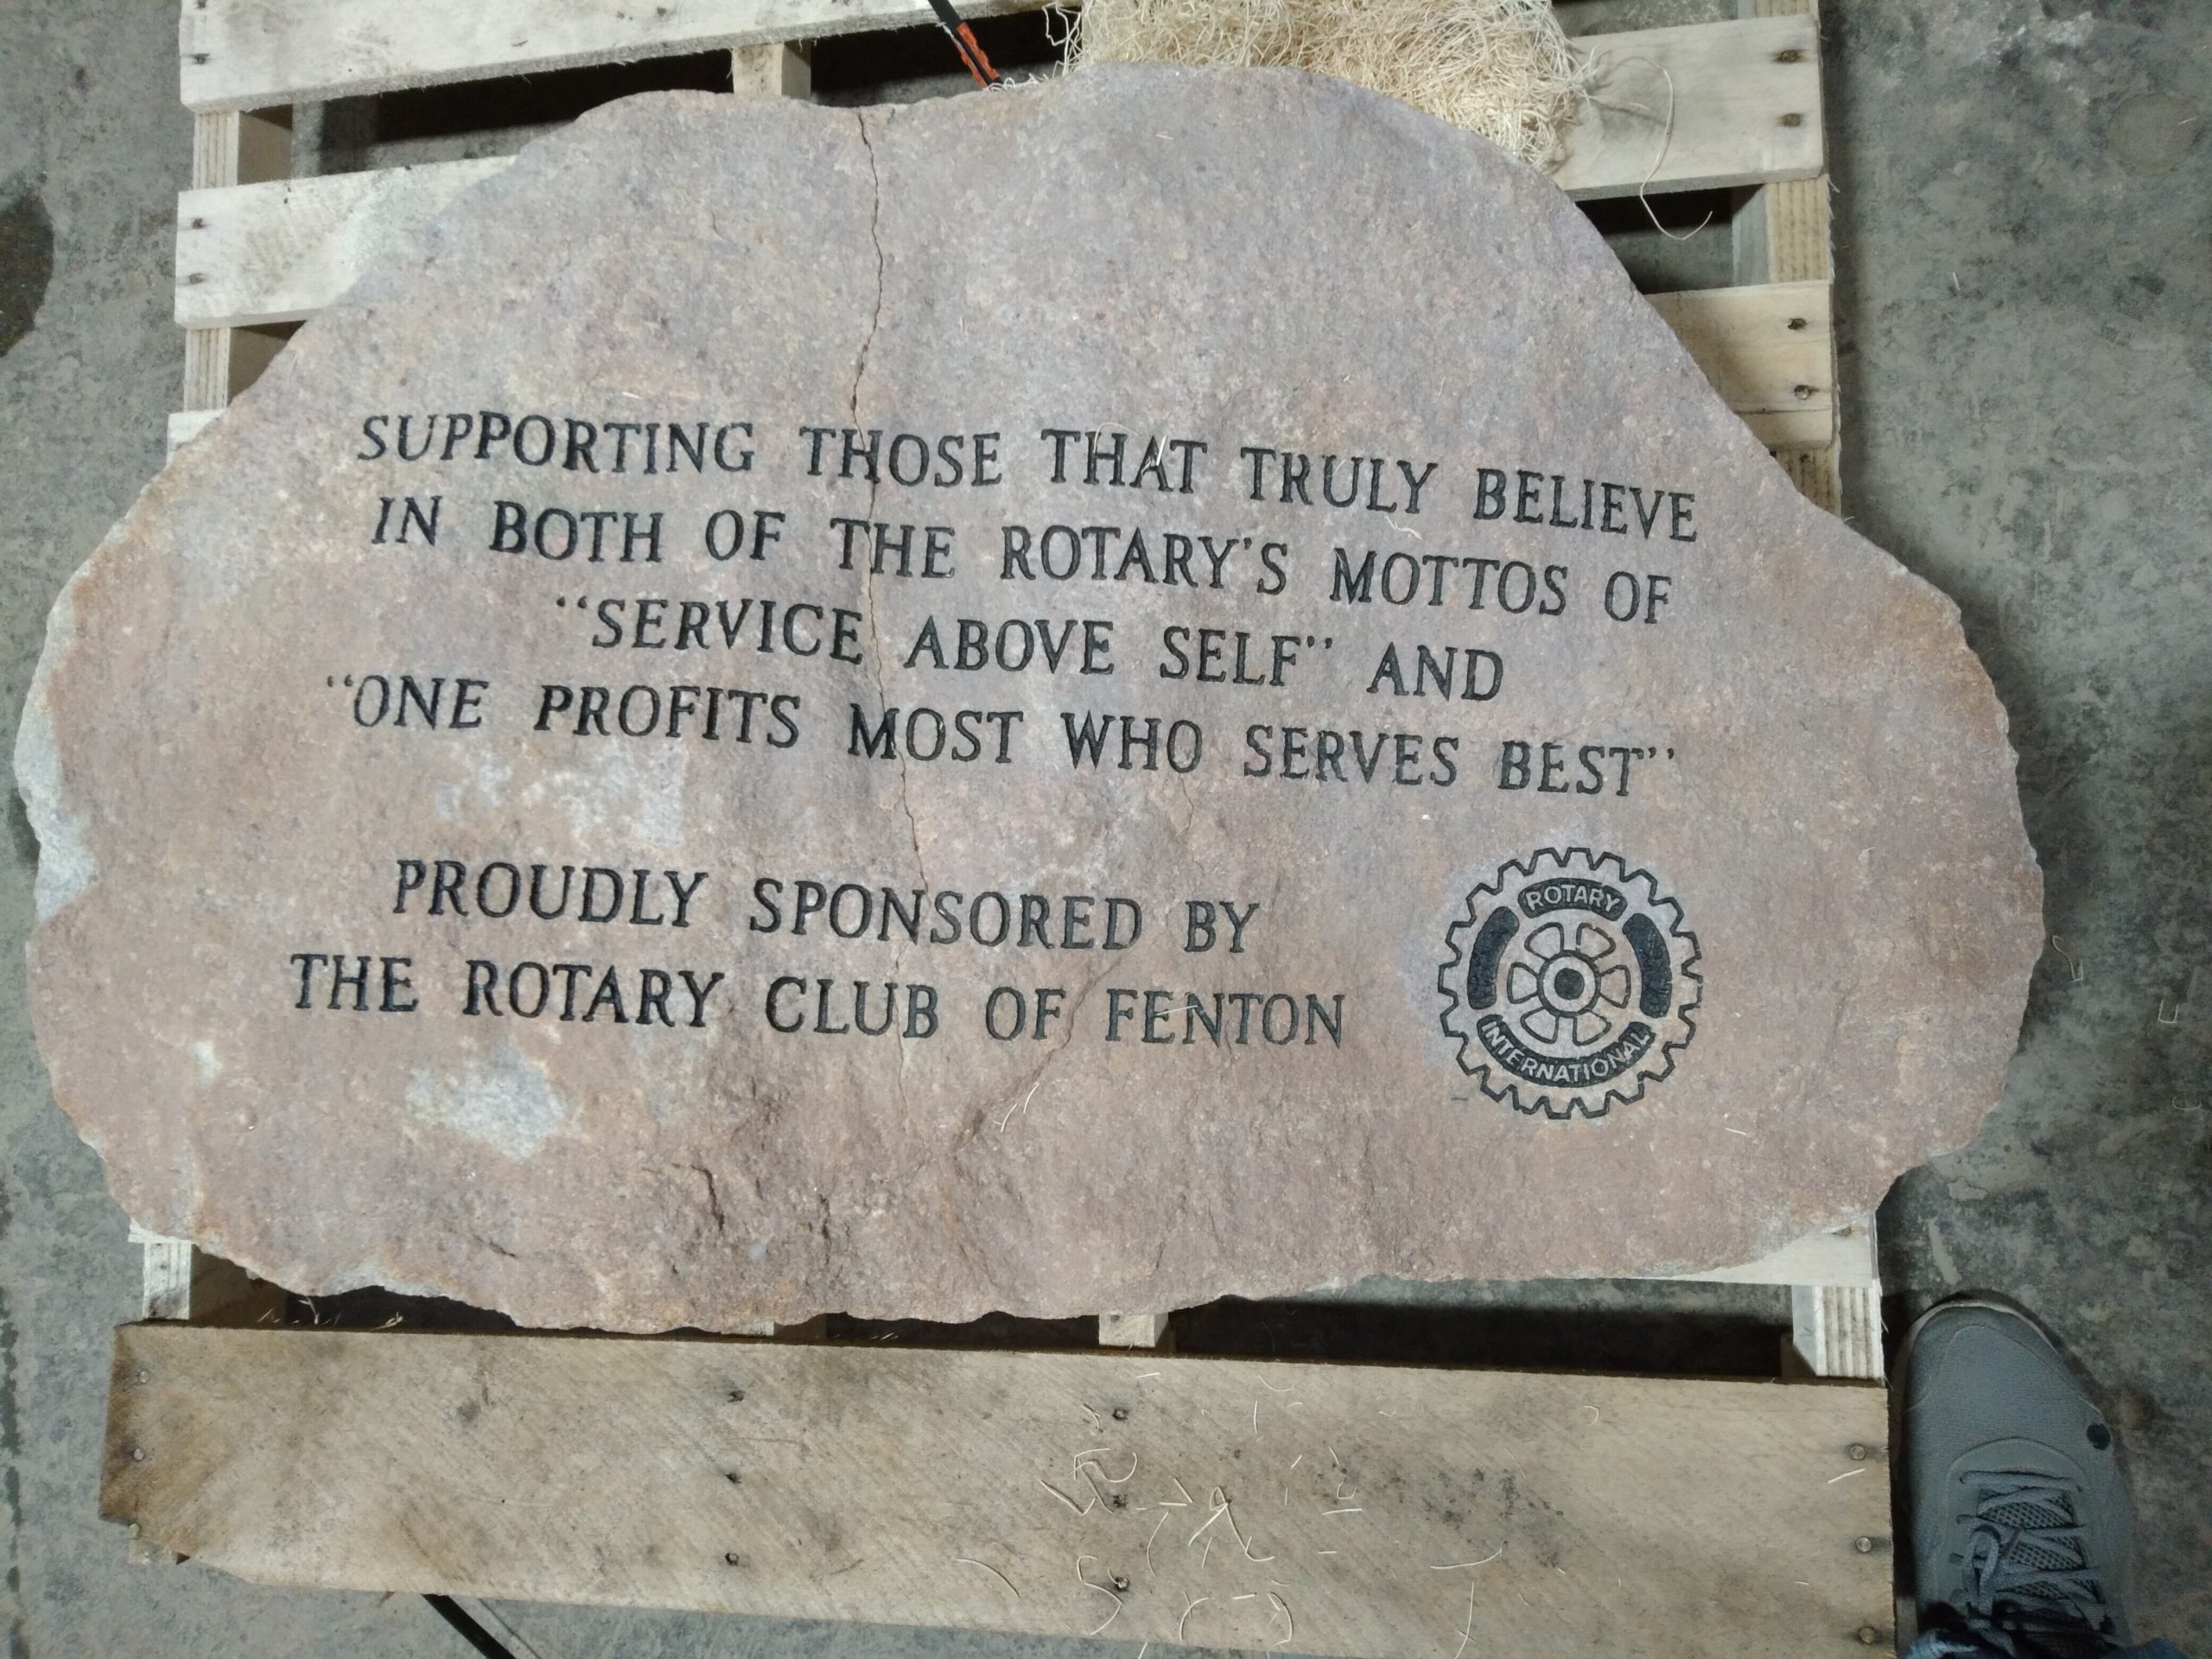 SUPPORTING THOSE THAT TRULY BELIEVE
IN BOTH OF THE ROTARY'S MOTTOS OF
"SERVICE ABOVE SELF" AND
"ONE PROFITS MOST WHO SERVES BEST"
PROUDLY SPONSORED BY
THE ROTARY CLUB OF FENTON
ROTARY
INTERNATIONAL